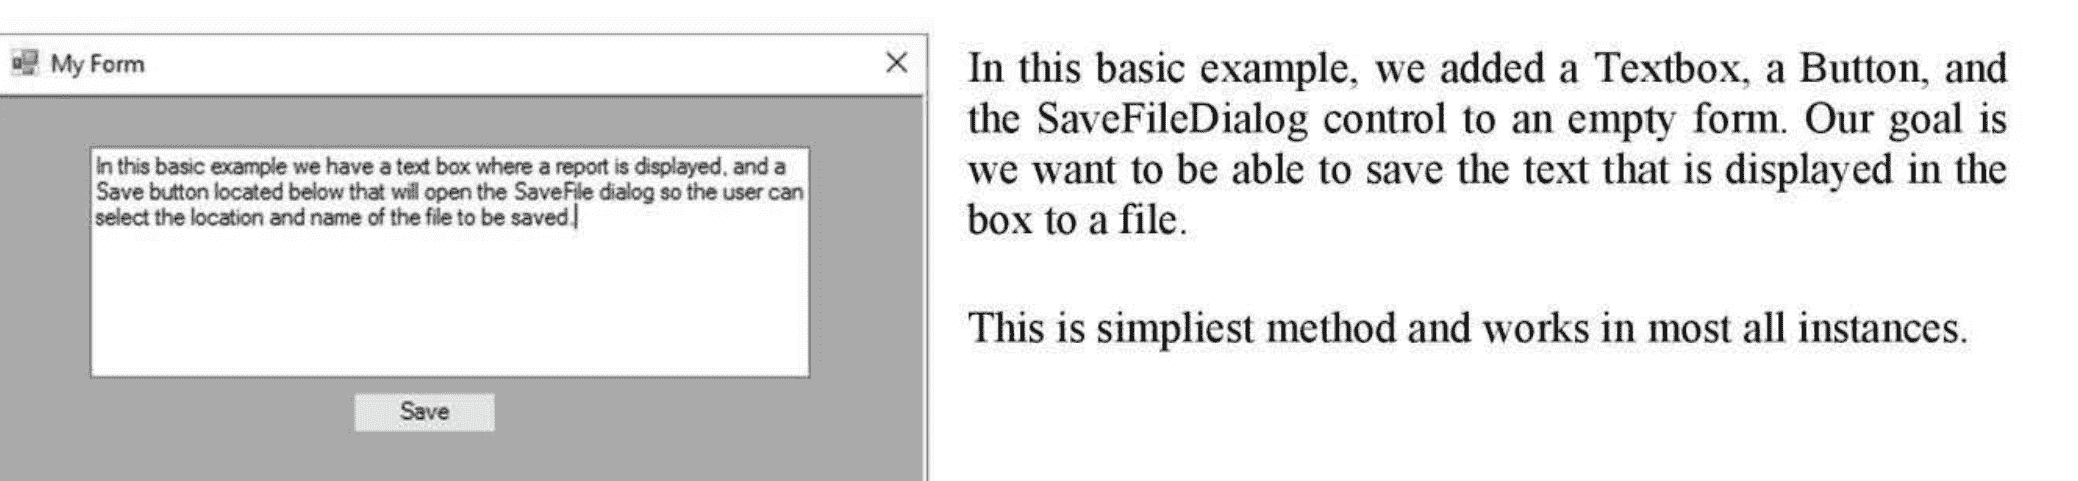 My Form
In this basic example we have a text box where a report is displayed, and a
Save button located below that will open the SaveFile dialog so the user can
select the location and name of the file to be saved.
Save
In this basic example, we added a Textbox, a Button, and
the SaveFileDialog control to an empty form. Our goal is
we want to be able to save the text that is displayed in the
box to a file.
This is simpliest method and works in most all instances.